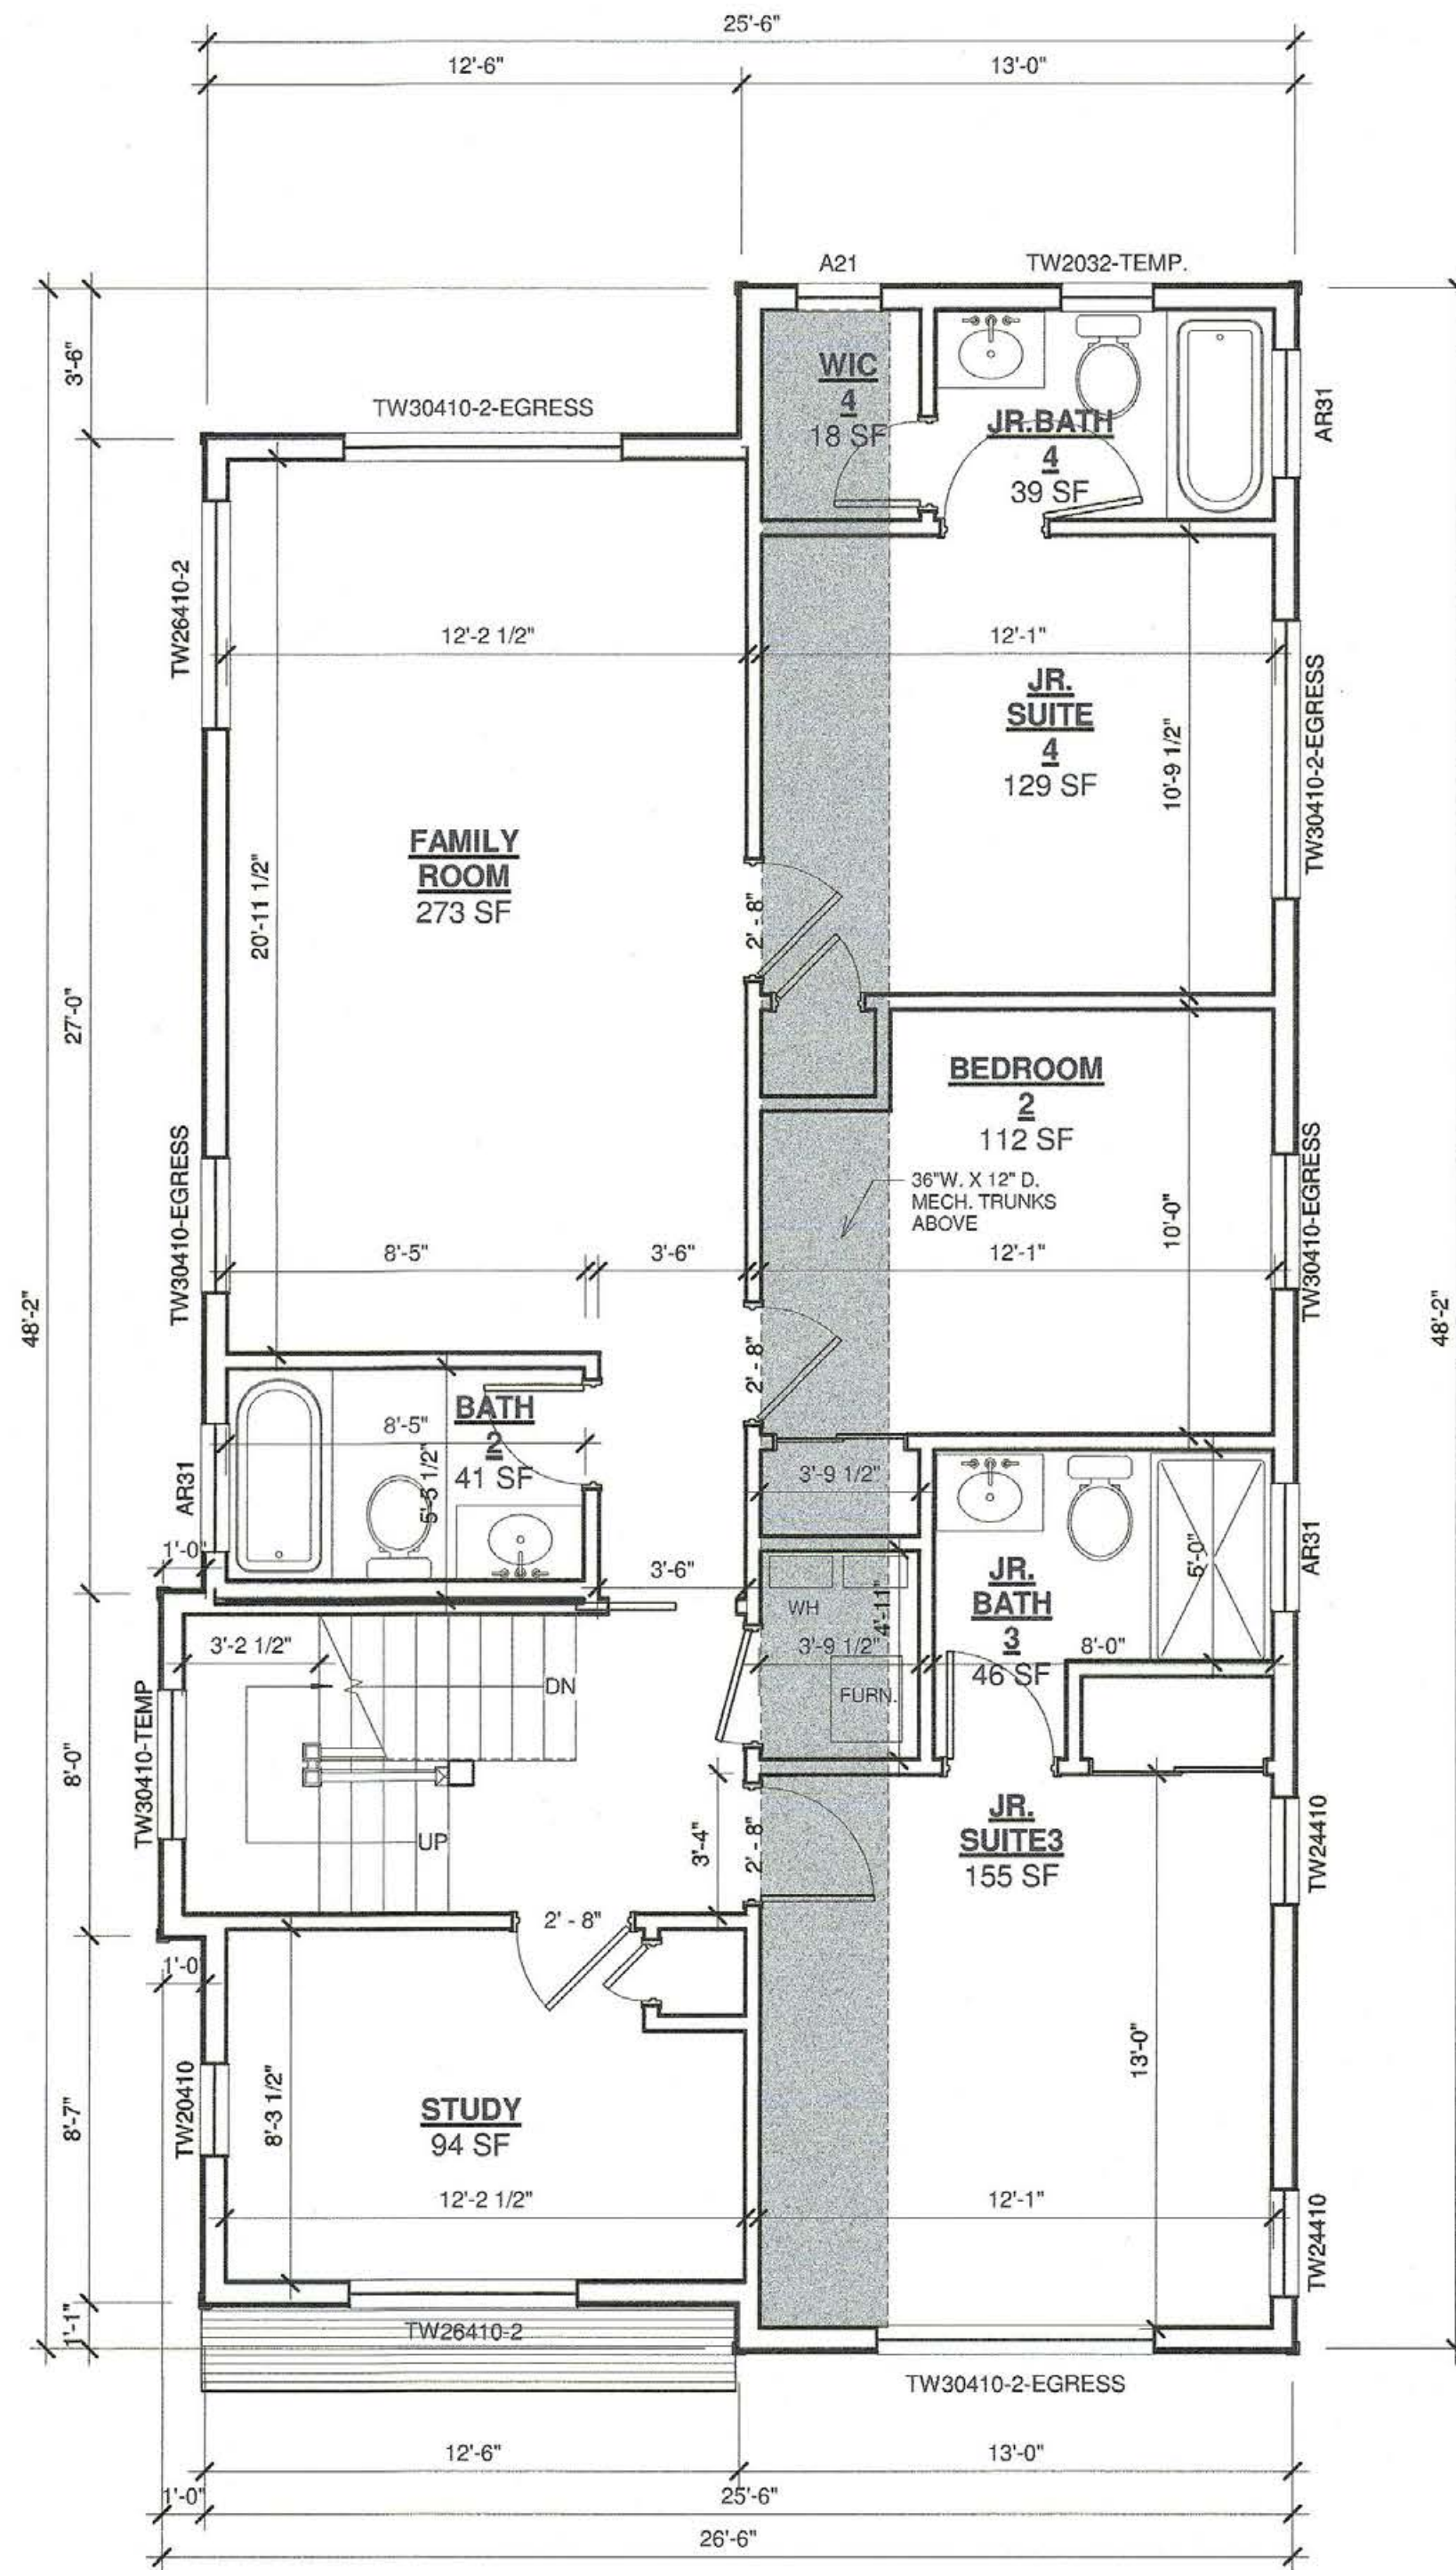 25'-6"
12'-6"
13'-0"
A21
TW2032-TEMP.
3'-6"
TW30410-2-EGRESS
WIC
4
18 SF
JR.BATH
4
39 SF
AR31
TW26410-2
12'-2 1/2"
12'-1"
JR.
SUITE
4
129 SF
10'-9 1/2"
TW30410-2-EGRESS
FAMILY
ROOM
273 SF
20'-11 1/2"
2' - 8"
27'-0"
BEDROOM
2
112 SF
36"W. X 12" D.
MECH. TRUNKS
ABOVE
TW30410-EGRESS
8'-5"
3'-6"
12'-1"
10'-0"
TW30410-EGRESS
48'-2"
48'-2"
2' - 8"
BATH
2
41 SF
8'-5"
5'-5 1/2"
AR31
1'-0"
3'-6"
3'-9 1/2"
WH
4'-11"
3'-9 1/2"
FURN.
JR.
BATH
3
46 SF
5'-0"
8'-0"
AR31
3'-2 1/2"
DN
UP
TW30410-TEMP
8'-0"
3'-4"
2' - 8"
JR.
SUITE3
155 SF
TW24410
2' - 8"
1'-0
TW20410
8'-7"
8'-3 1/2"
STUDY
94 SF
12'-2 1/2"
12'-1"
13'-0"
TW24410
1'-1"
TW26410-2
TW30410-2-EGRESS
12'-6"
13'-0"
1'-0"
25'-6"
26'-6"